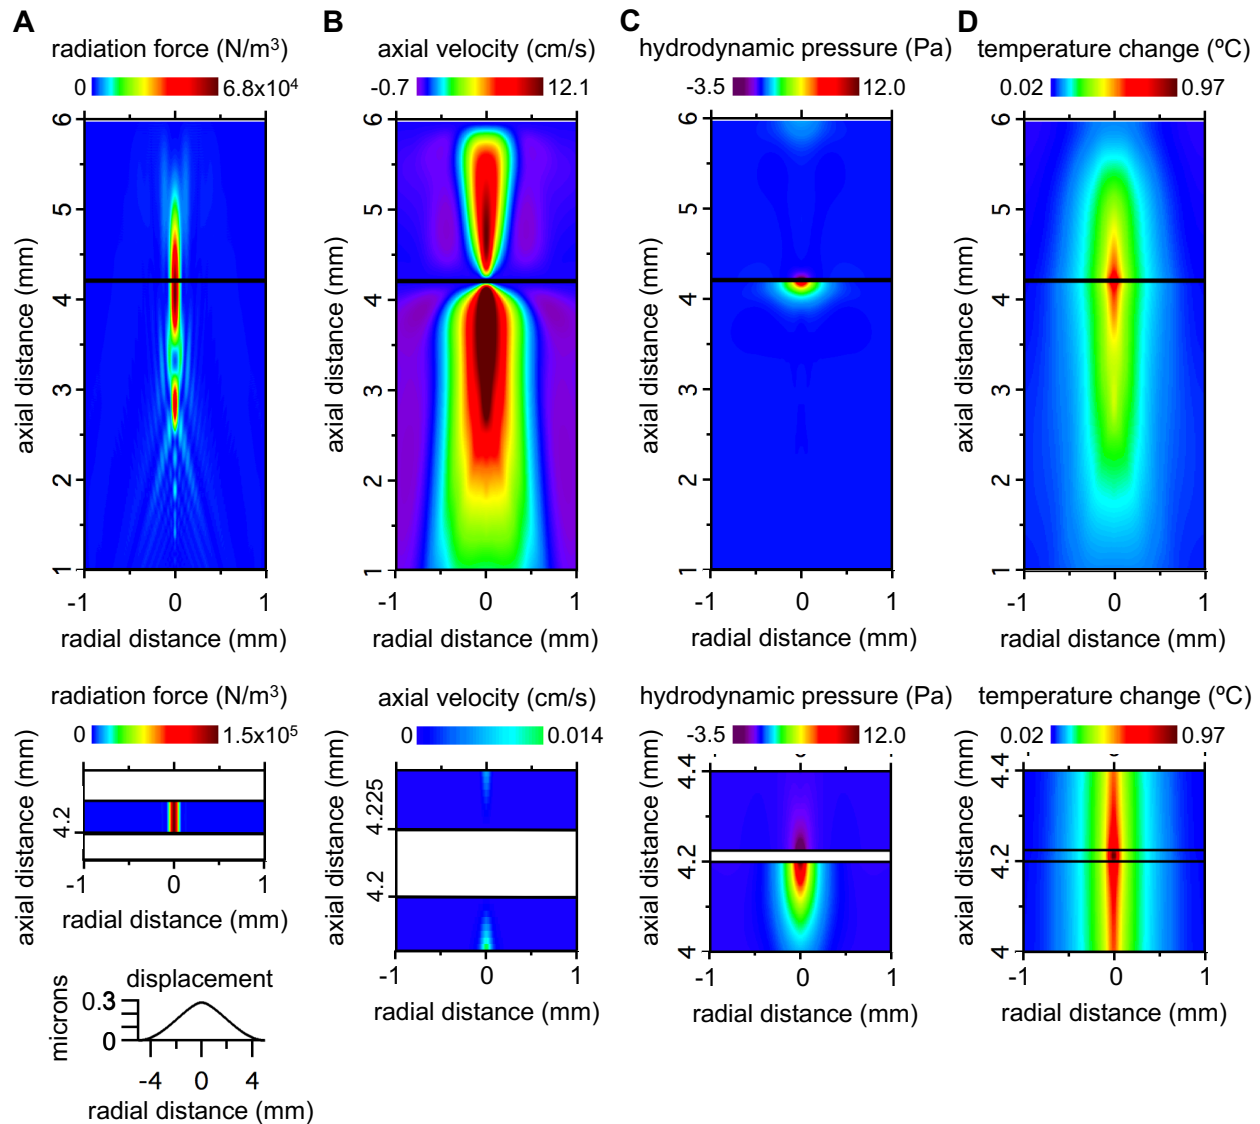 A B C D
radiation force (N/m³) axial velocity (cm/s) hydrodynamic pressure (Pa) temperature change (ºC)
0 6.8x10⁴ -0.7 12.1 -3.5 12.0 0.02 0.97
6 6 6 6
5 5 5 5
axial distance (mm) axial distance (mm) axial distance (mm) axial distance (mm)
4 4 4 4
3 3 3 3
2 2 2 2
1 1 1 1
-1 0 1 -1 0 1 -1 0 1 -1 0 1
radial distance (mm) radial distance (mm) radial distance (mm) radial distance (mm)
radiation force (N/m³) axial velocity (cm/s) hydrodynamic pressure (Pa) temperature change (ºC)
0 1.5x10⁵ 0 0.014 -3.5 12.0 0.02 0.97
axial distance (mm) axial distance (mm) axial distance (mm) axial distance (mm)
4.2 4.225 4.4 4.4
4.2 4.2 4.2
4 4
-1 0 1 -1 0 1 -1 0 1 -1 0 1
radial distance (mm) radial distance (mm) radial distance (mm) radial distance (mm)
displacement
microns
0.3
0
-4 0 4
radial distance (mm)